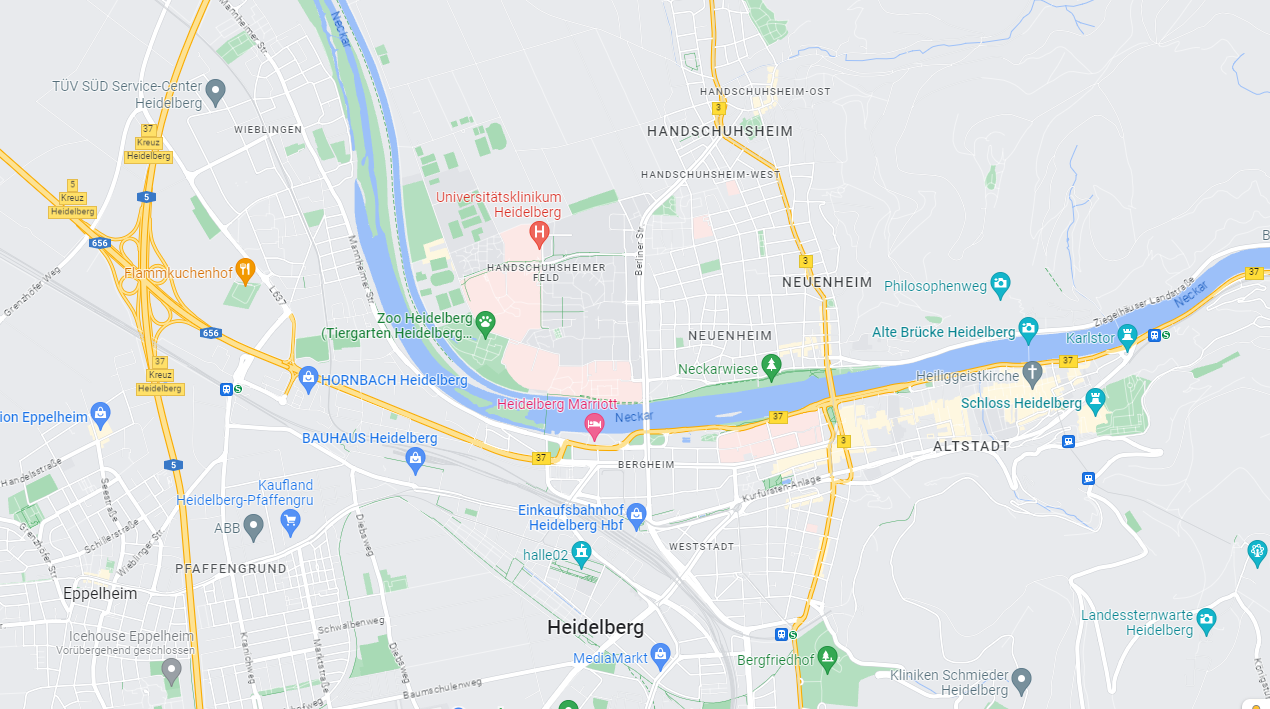 Neckar
Mannheimer Str.
TÜV SÜD Service-Center
Heidelberg
HANDSCHUHSHEIM-OST
3
HANDSCHUHSHEIM
37
Kreuz
Heidelberg
WIEBLINGEN
HANDSCHUHSHEIM-WEST
5
Kreuz
Heidelberg
5
Universitätsklinikum
Heidelberg
656
Berliner Str.
Mannheimer Str.
HANDSCHUHSHEIMER
FELD
3
Flammkuchenhof
Grenzhöfer Weg
L637
NEUENHEIM
Philosophenweg
37
Neckar
Ziegelhäuser Landstraße
Zoo Heidelberg
(Tiergarten Heidelberg...
656
NEUENHEIM
Alte Brücke Heidelberg
Karlstor
S
37
Kreuz
Heidelberg
37
Neckarwiese
Heiliggeistkirche
HORNBACH Heidelberg
S
Heidelberg Marriott
Schloss Heidelberg
ion Eppelheim
Neckar
37
BAUHAUS Heidelberg
3
ALTSTADT
37
BERGHEIM
5
Handelsstraße
Kaufland
Heidelberg-Pfaffengru
Kurfürsten-Anlage
Seestraße
ABB
Einkaufsbahnhof
Heidelberg Hbf
Diebsweg
Schillerstraße
Grenzhöfer Str.
Wieblinger Str.
halle02
WESTSTADT
PFAFFENGRUND
Eppelheim
Landessternwarte
Heidelberg
Heidelberg
Schwalbenweg
Icehouse Eppelheim
Vorübergehend geschlossen
S
Kranichweg
Marktstraße
Diebsweg
MediaMarkt
Bergfriedhof
Kliniken Schmieder
Heidelberg
Baumschulenweg